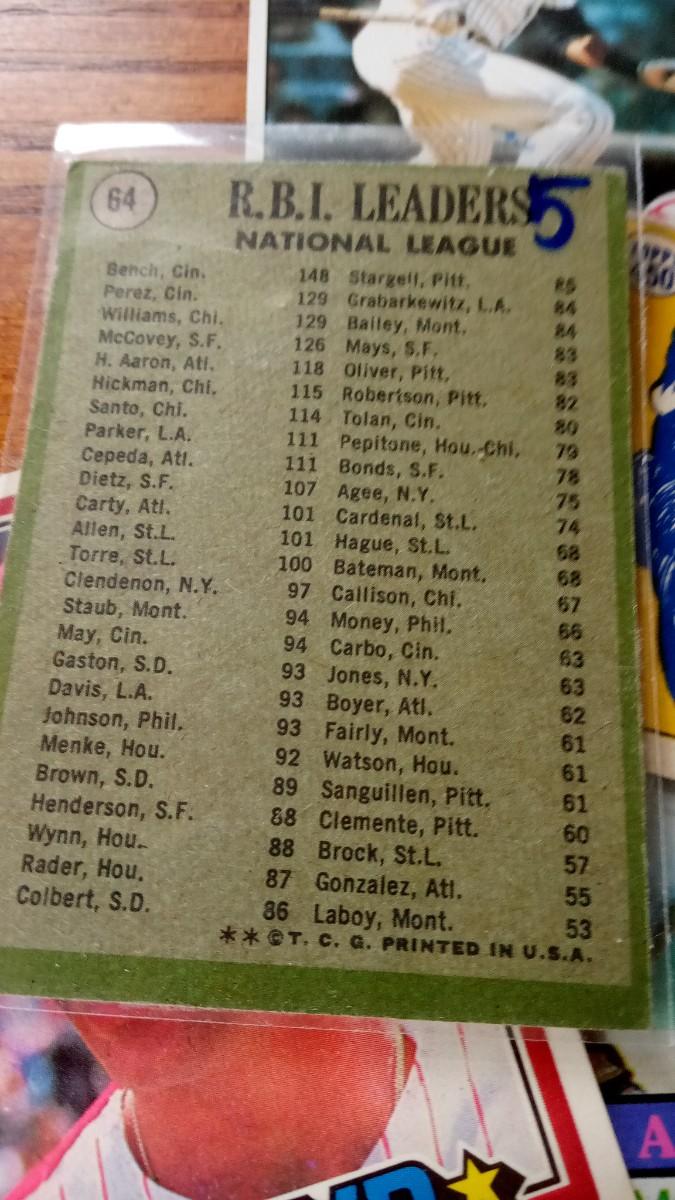 64 R.B.I. LEADERS 5
NATIONAL LEAGUE
Bench, Cin. 148 Stargell, Pitt. 85
Perez, Cin. 129 Grabarkewitz, L.A. 84
Williams, Chi. 129 Bailey, Mont. 84
McCovey, S.F. 126 Mays, S.F. 83
H. Aaron, Atl. 118 Oliver, Pitt. 83
Hickman, Chi. 115 Robertson, Pitt. 82
Santo, Chi. 114 Tolan, Cin. 80
Parker, L.A. 111 Pepitone, Hou.-Chi. 79
Cepeda, Atl. 111 Bonds, S.F. 78
Dietz, S.F. 107 Agee, N.Y. 75
Carty, Atl. 101 Cardenal, St.L. 74
Allen, St.L. 101 Hague, St.L. 68
Torre, St.L. 100 Bateman, Mont. 68
Clendenon, N.Y. 97 Callison, Chi. 67
Staub, Mont. 94 Money, Phil. 66
May, Cin. 94 Carbo, Cin. 63
Gaston, S.D. 93 Jones, N.Y. 63
Davis, L.A. 93 Boyer, Atl. 62
Johnson, Phil. 93 Fairly, Mont. 61
Menke, Hou. 92 Watson, Hou. 61
Brown, S.D. 89 Sanguillen, Pitt. 61
Henderson, S.F. 88 Clemente, Pitt. 60
Wynn, Hou. 88 Brock, St.L. 57
Rader, Hou. 87 Gonzalez, Atl. 55
Colbert, S.D. 86 Laboy, Mont. 53
** © T. C. G. PRINTED IN U.S.A.